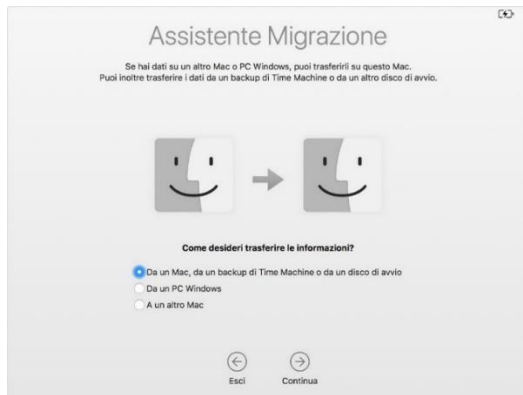 Assistente Migrazione
Se hai dati su un altro Mac o PC Windows, puoi trasferirli su questo Mac.
Puoi inoltre trasferire i dati da un backup di Time Machine o da un altro disco di avvio.
Come desideri trasferire le informazioni?
Da un Mac, da un backup di Time Machine o da un disco di avvio
Da un PC Windows
A un altro Mac
Esci Continua